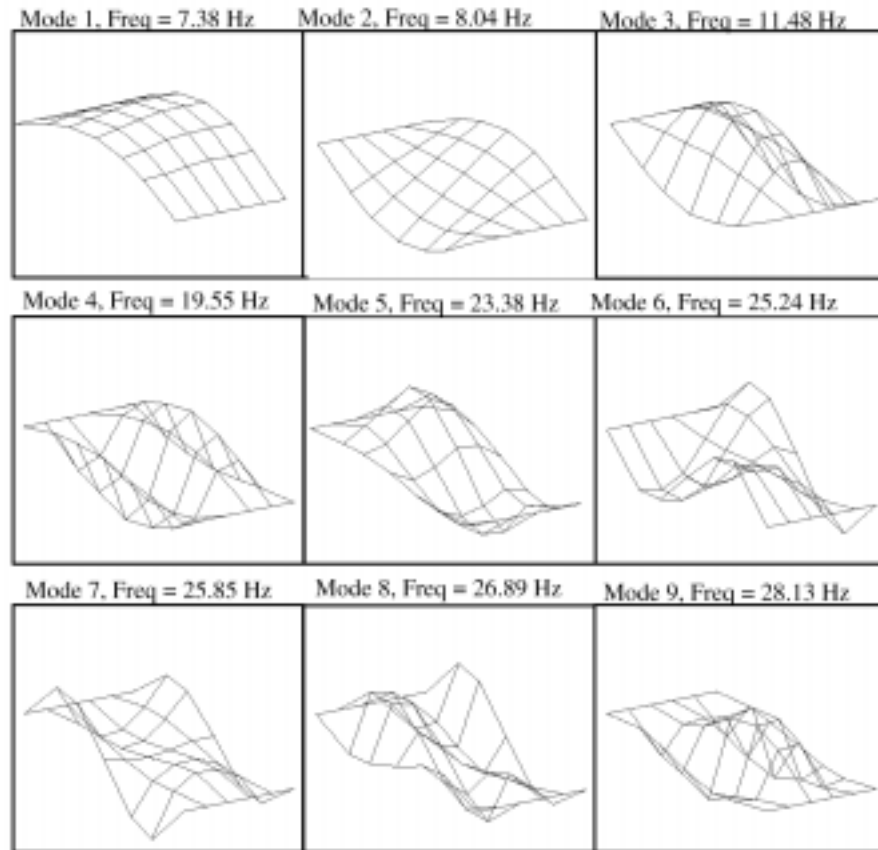 Mode 1, Freq = 7.38 Hz
Mode 2, Freq = 8.04 Hz
Mode 3, Freq = 11.48 Hz
Mode 4, Freq = 19.55 Hz
Mode 5, Freq = 23.38 Hz
Mode 6, Freq = 25.24 Hz
Mode 7, Freq = 25.85 Hz
Mode 8, Freq = 26.89 Hz
Mode 9, Freq = 28.13 Hz